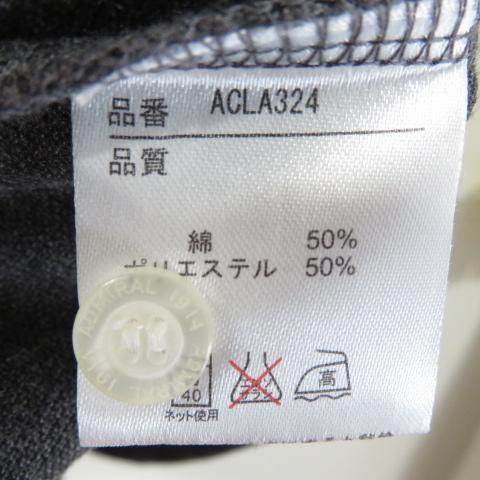 品番 ACLA324
品質
綿 50%
ポリエステル 50%
ADMIRAL 1914
40
高
ネット使用